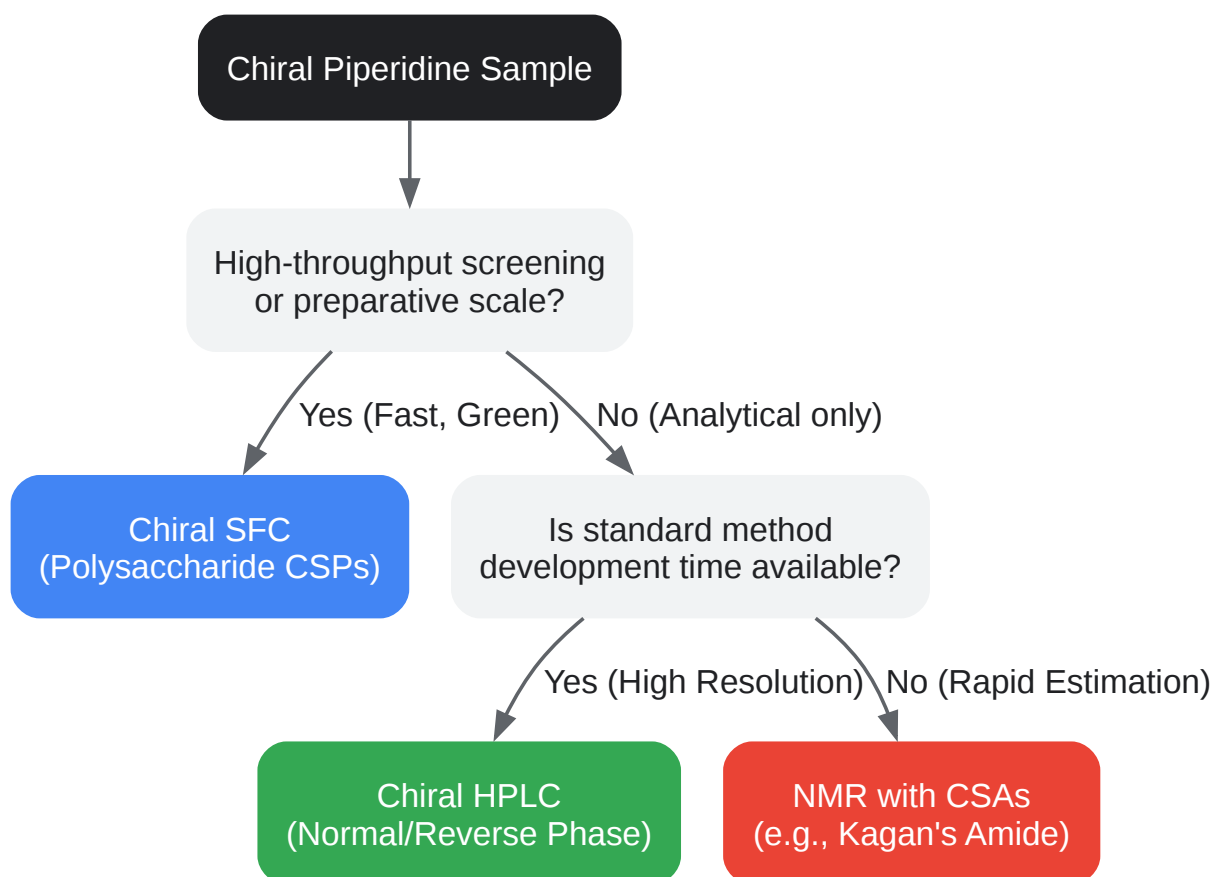 Chiral Piperidine Sample
High-throughput screening
or preparative scale?
Yes (Fast, Green)
No (Analytical only)
Chiral SFC
(Polysaccharide CSPs)
Is standard method
development time available?
Yes (High Resolution)
No (Rapid Estimation)
Chiral HPLC
(Normal/Reverse Phase)
NMR with CSAs
(e.g., Kagan's Amide)